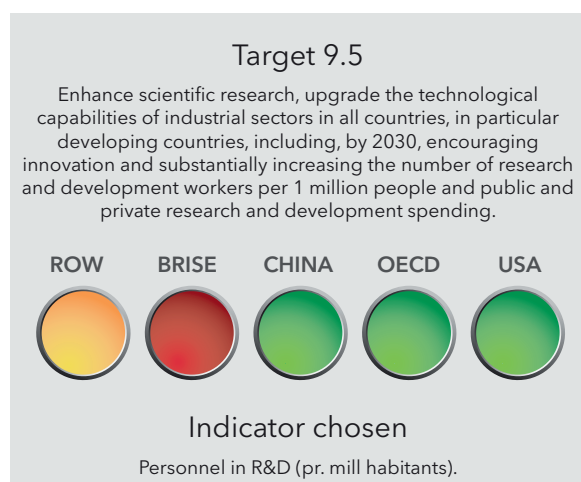 Target 9.5
Enhance scientific research, upgrade the technological
capabilities of industrial sectors in all countries, in particular
developing countries, including, by 2030, encouraging
innovation and substantially increasing the number of research
and development workers per 1 million people and public and
private research and development spending.
ROW BRISE CHINA OECD USA
Indicator chosen
Personnel in R&D (pr. mill habitants).